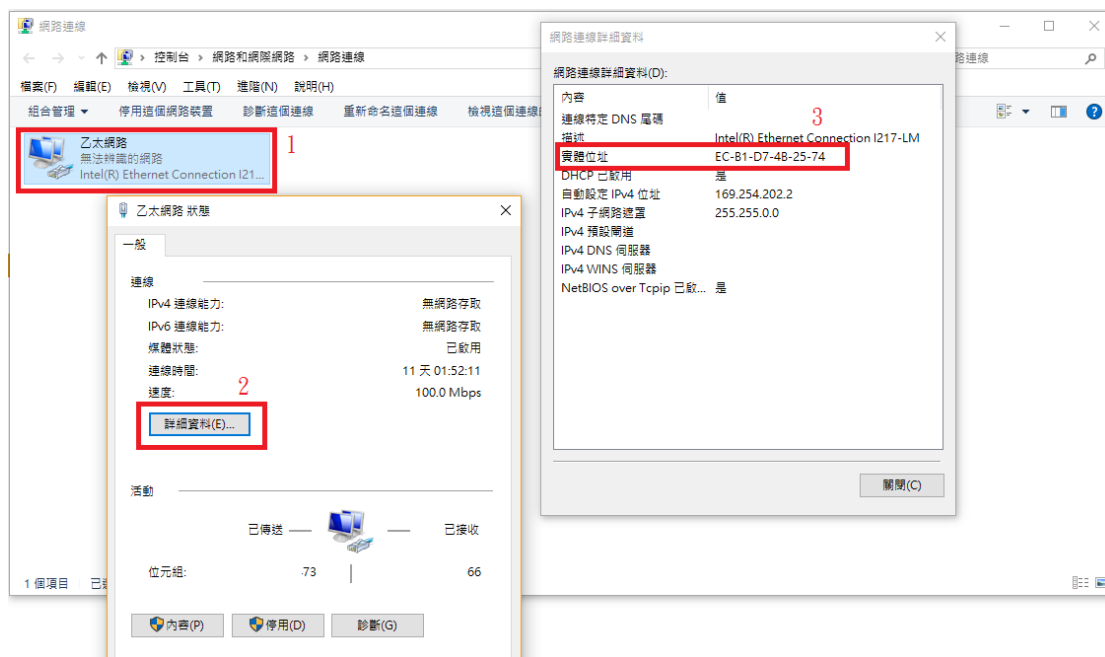 網路連線
控制台 › 網路和網際網路 › 網路連線
檔案(F) 編輯(E) 檢視(V) 工具(T) 進階(N) 說明(H)
組合管理 停用這個網路裝置 診斷這個連線 重新命名這個連線 檢視這個連線
乙太網路
無法辨識的網路
Intel(R) Ethernet Connection I21...
1
乙太網路 狀態
一般
連線
IPv4 連線能力: 無網路存取
IPv6 連線能力: 無網路存取
媒體狀態: 已啟用
連線時間: 11 天 01:52:11
速度: 100.0 Mbps
2
詳細資料(E)...
活動
已傳送 已接收
位元組: 73 66
內容(P) 停用(D) 診斷(G)
1 個項目
網路連線詳細資料
網路連線詳細資料(D):
內容 值
連線特定 DNS 尾碼
3
描述 Intel(R) Ethernet Connection I217-LM
實體位址 EC-B1-D7-4B-25-74
DHCP 已啟用 是
自動設定 IPv4 位址 169.254.202.2
IPv4 子網路遮罩 255.255.0.0
IPv4 預設閘道
IPv4 DNS 伺服器
IPv4 WINS 伺服器
NetBIOS over Tcpip 已啟... 是
關閉(C)
路連線